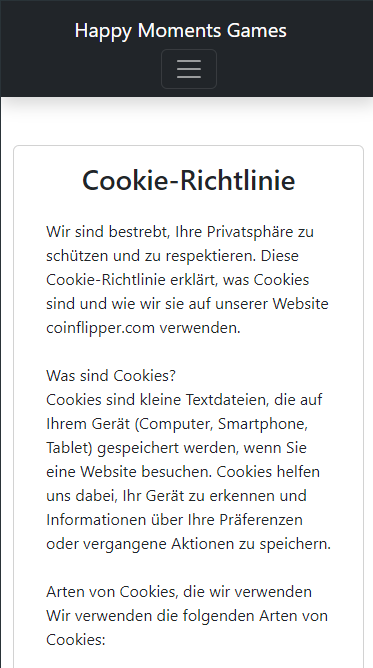 Happy Moments Games
Cookie-Richtlinie
Wir sind bestrebt, Ihre Privatsphäre zu
schützen und zu respektieren. Diese
Cookie-Richtlinie erklärt, was Cookies
sind und wie wir sie auf unserer Website
coinflipper.com verwenden.
Was sind Cookies?
Cookies sind kleine Textdateien, die auf
Ihrem Gerät (Computer, Smartphone,
Tablet) gespeichert werden, wenn Sie
eine Website besuchen. Cookies helfen
uns dabei, Ihr Gerät zu erkennen und
Informationen über Ihre Präferenzen
oder vergangene Aktionen zu speichern.
Arten von Cookies, die wir verwenden
Wir verwenden die folgenden Arten von
Cookies: